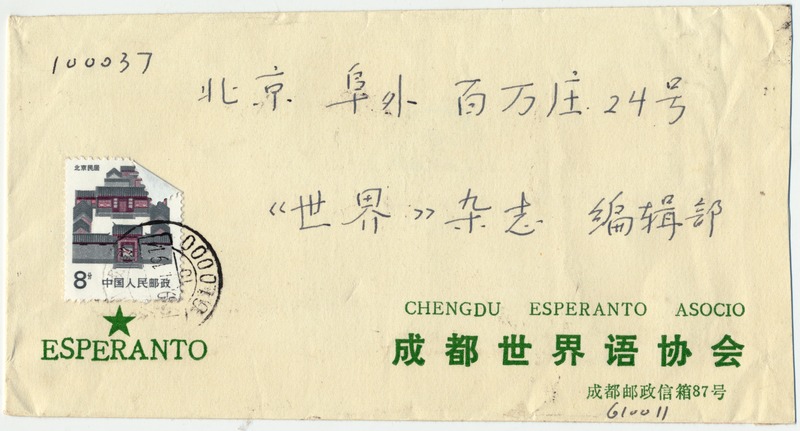 100037
北京 阜外 百万庄 24号
《世界》杂志 编辑部
北京民居
8分
中国人民邮政
ESPERANTO
CHENGDU ESPERANTO ASOCIO
成都世界语协会
成都邮政信箱87号
610011